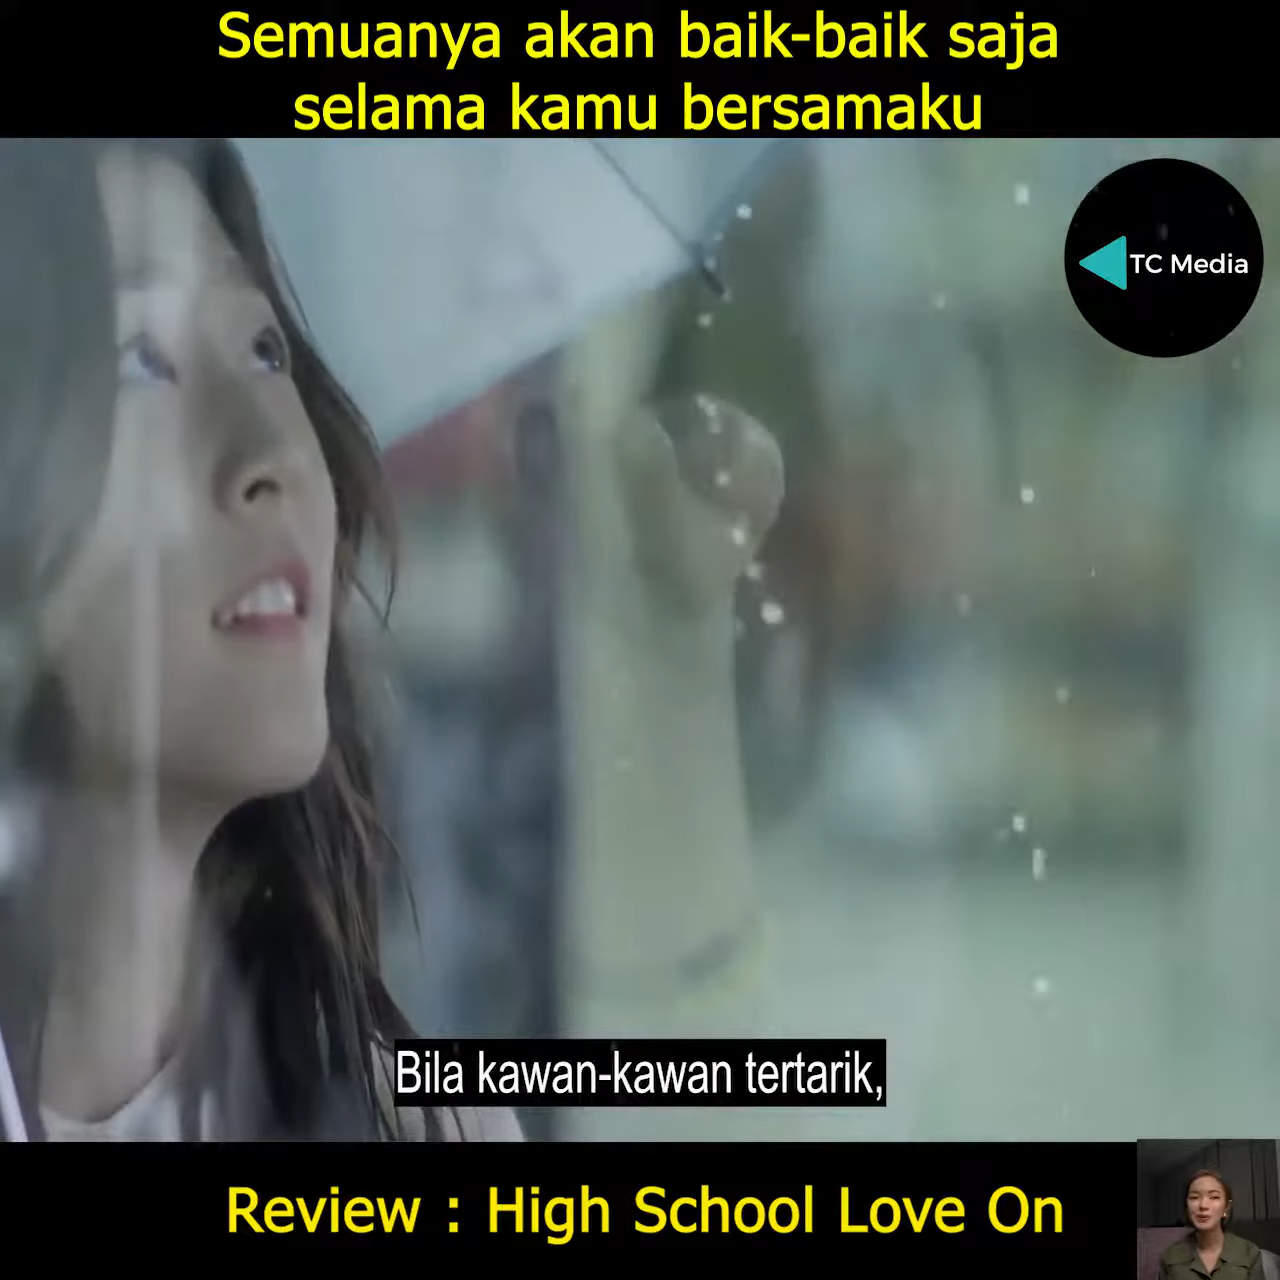 Semuanya akan baik-baik saja
selama kamu bersamaku
TC Media
Bila kawan-kawan tertarik,
Review : High School Love On